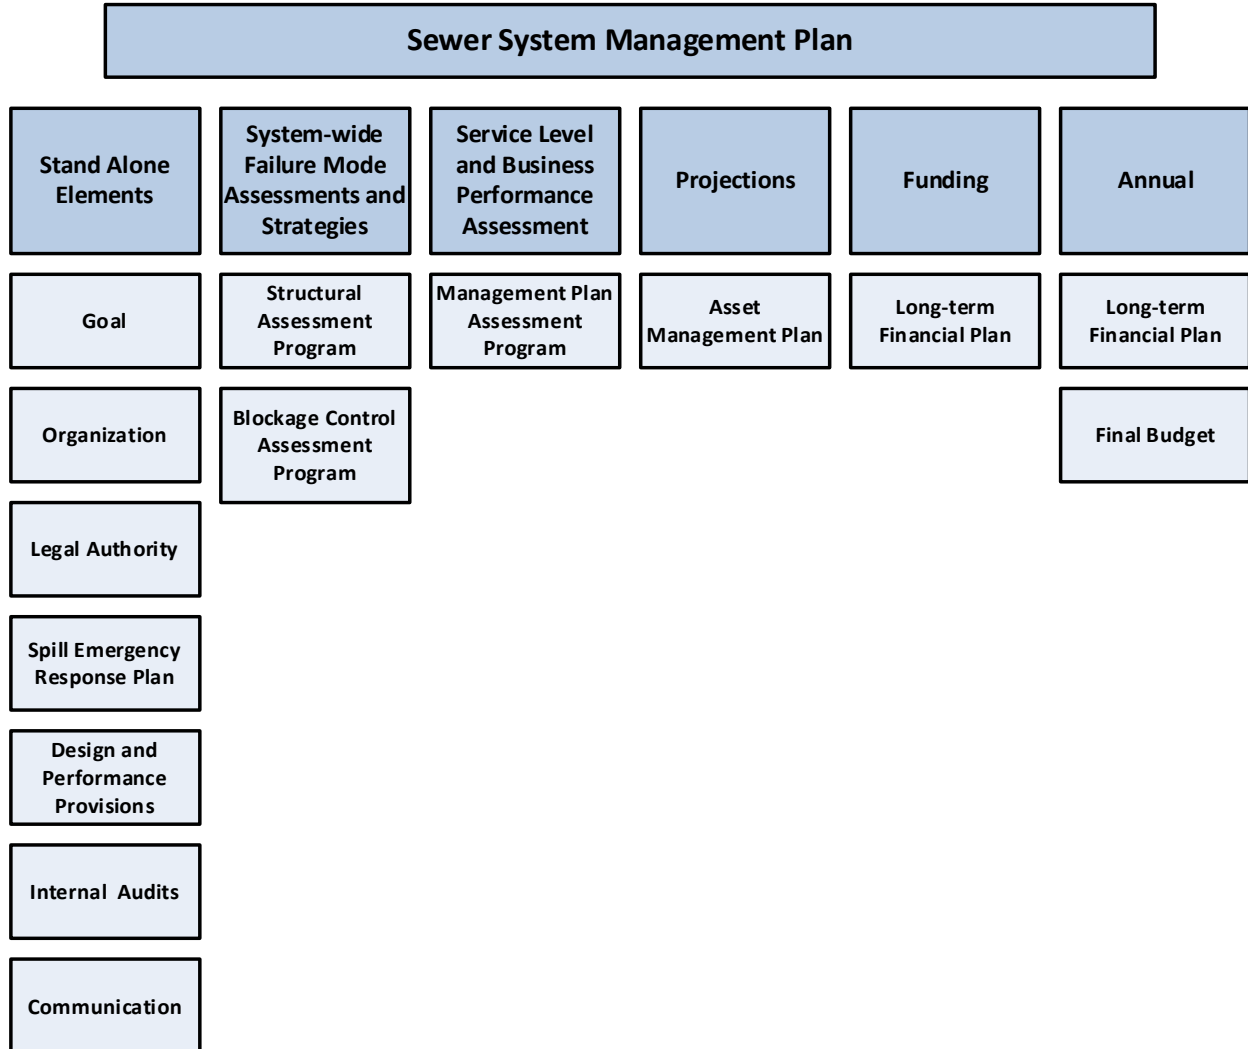 Sewer System Management Plan
Stand Alone
Elements
System-wide
Failure Mode
Assessments and
Strategies
Service Level
and Business
Performance
Assessment
Projections
Funding
Annual
Goal
Structural
Assessment
Program
Management Plan
Assessment
Program
Asset
Management Plan
Long-term
Financial Plan
Long-term
Financial Plan
Organization
Blockage Control
Assessment
Program
Final Budget
Legal Authority
Spill Emergency
Response Plan
Design and
Performance
Provisions
Internal Audits
Communication